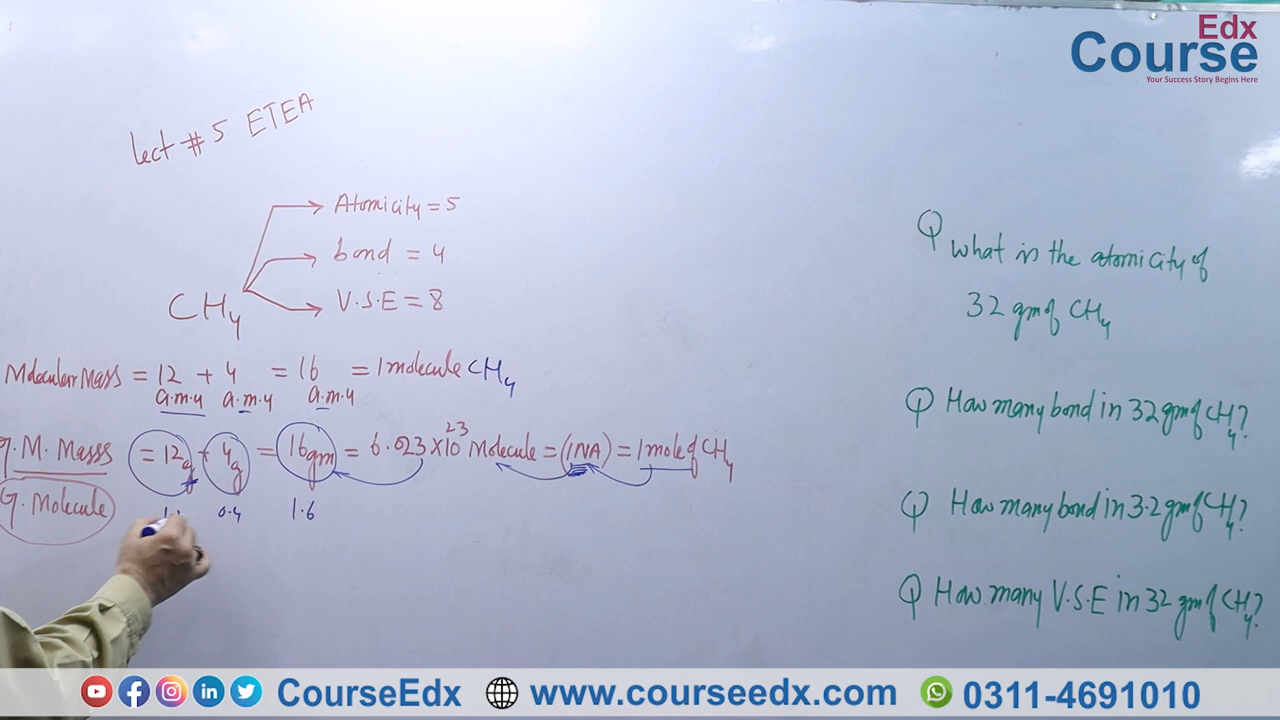 Edx
Course
Your Success Story Begins Here
Lect # 5 ETEA
Atomicity = 5
bond = 4
V.S.E = 8
CH4
Molecular Mass = 12 + 4 = 16 = 1 molecule CH4
a.m.u a.m.u a.m.u
M. Masss = 12g + 4g = 16gm = 6.023 X 10^23 Molecule = (1NA) = 1 mole of CH4
G. Molecule
0.4 1.6
Q What is the atomicity of
32 gm of CH4
Q How many bond in 32 gm of CH4?
Q How many bond in 3.2 gm of CH4?
Q How many V.S.E in 32 gm of CH4?
CourseEdx www.courseedx.com 0311-4691010